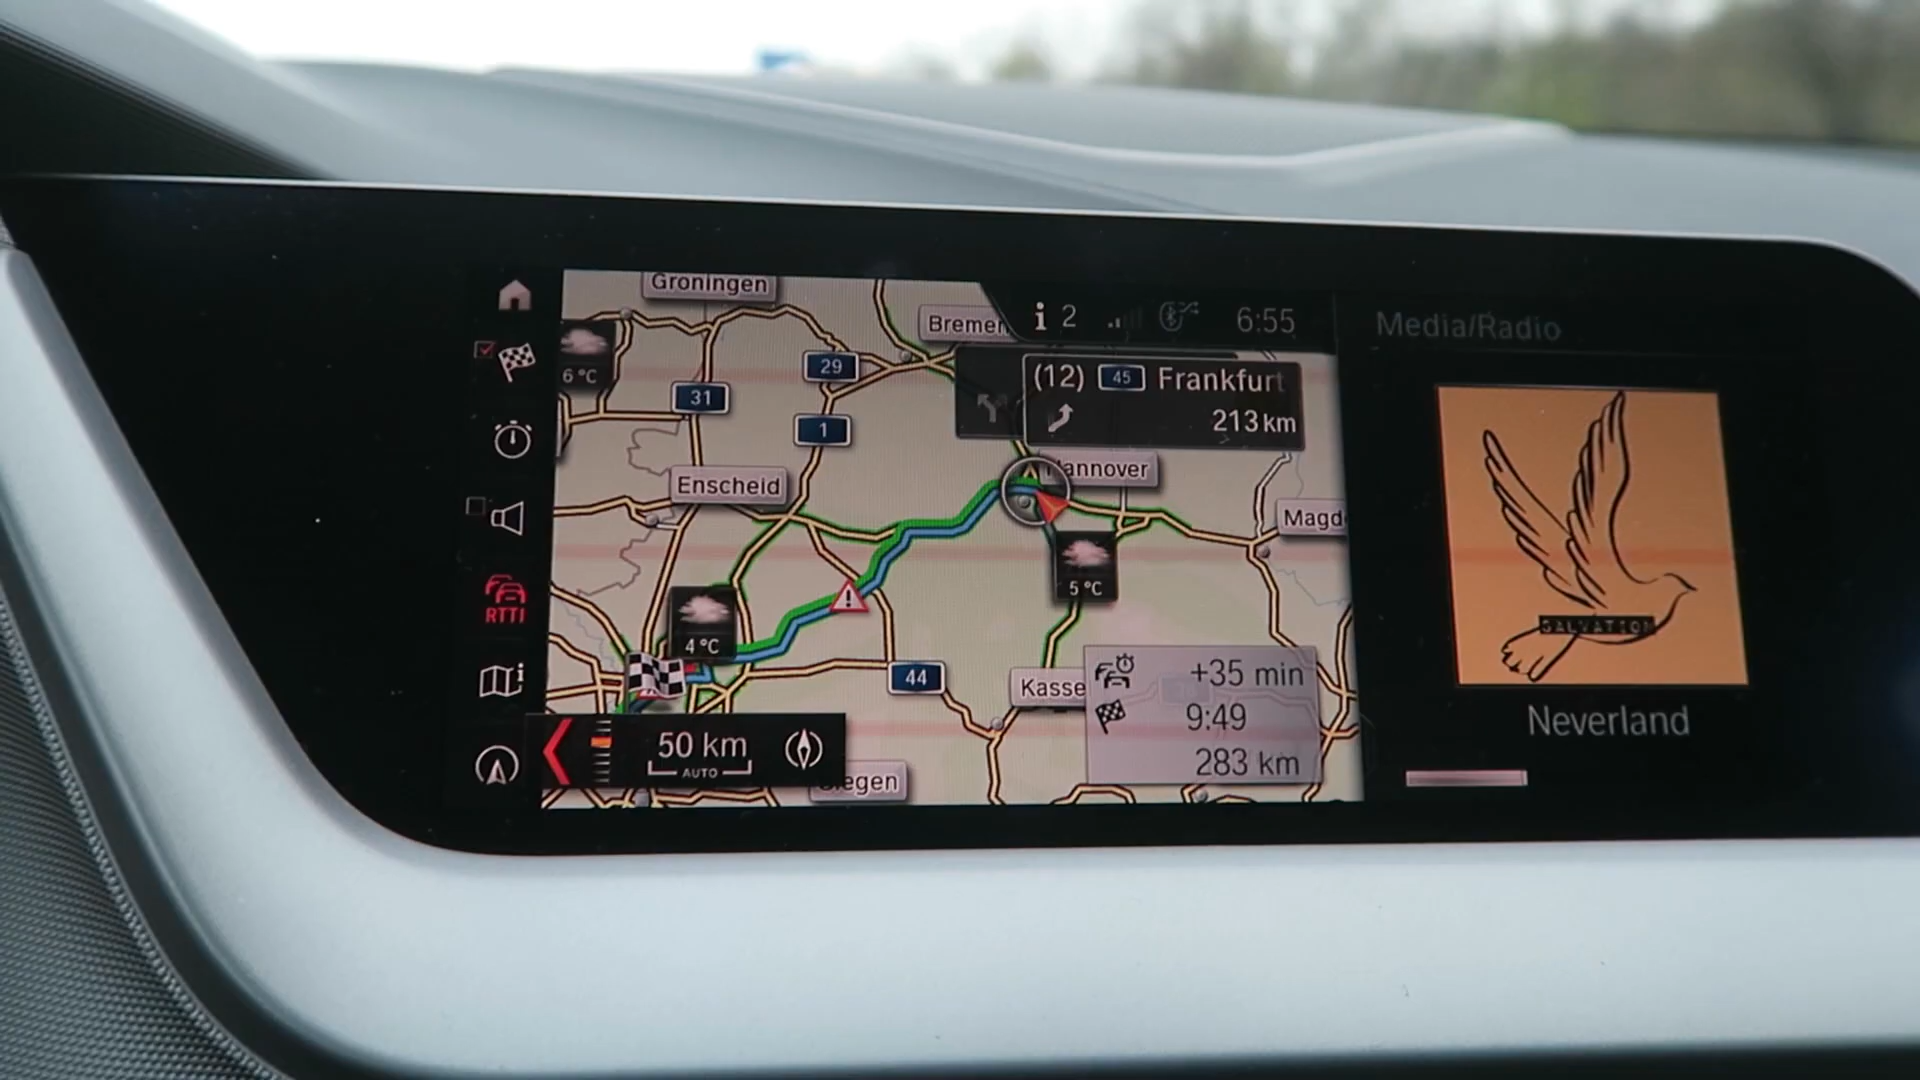 Groningen
Bremen
i 2
6:55
Media/Radio
6 °C
29
31
1
(12) 45 Frankfurt
213 km
Hannover
Enscheid
Magd
5 °C
RTTI
4 °C
SALVATION
44
Kasse
+35 min
9:49
283 km
Neverland
i
50 km
AUTO
iegen